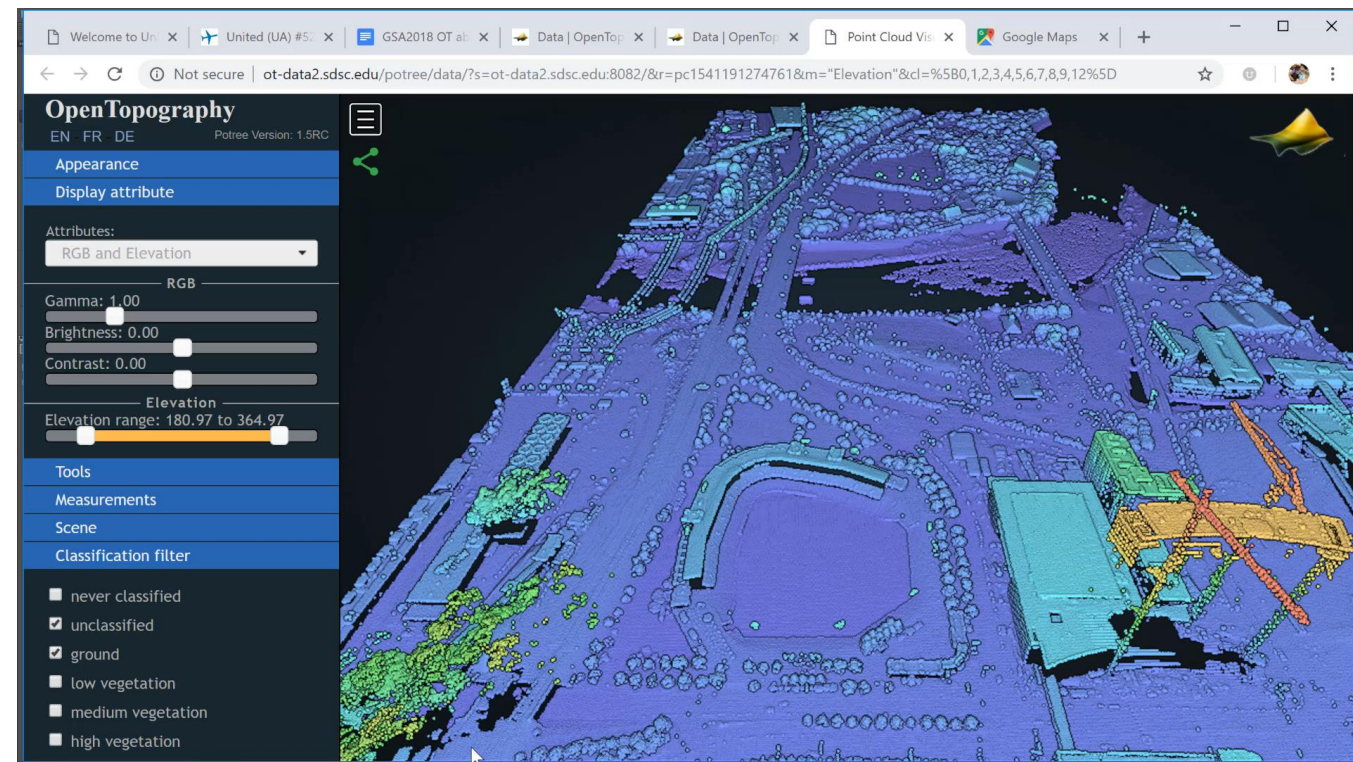 Welcome to Un
United (UA) #52
GSA2018 OT ab
Data | OpenTop
Data | OpenTop
Point Cloud Vis
Google Maps
Not secure | ot-data2.sdsc.edu/potree/data/?s=ot-data2.sdsc.edu:8082/&r=pc1541191274761&m="Elevation"&cl=%5B0,1,2,3,4,5,6,7,8,9,12%5D
OpenTopography
EN - FR - DE
Potree Version: 1.5RC
Appearance
Display attribute
Attributes:
RGB and Elevation
RGB
Gamma: 1.00
Brightness: 0.00
Contrast: 0.00
Elevation
Elevation range: 180.97 to 364.97
Tools
Measurements
Scene
Classification filter
never classified
unclassified
ground
low vegetation
medium vegetation
high vegetation